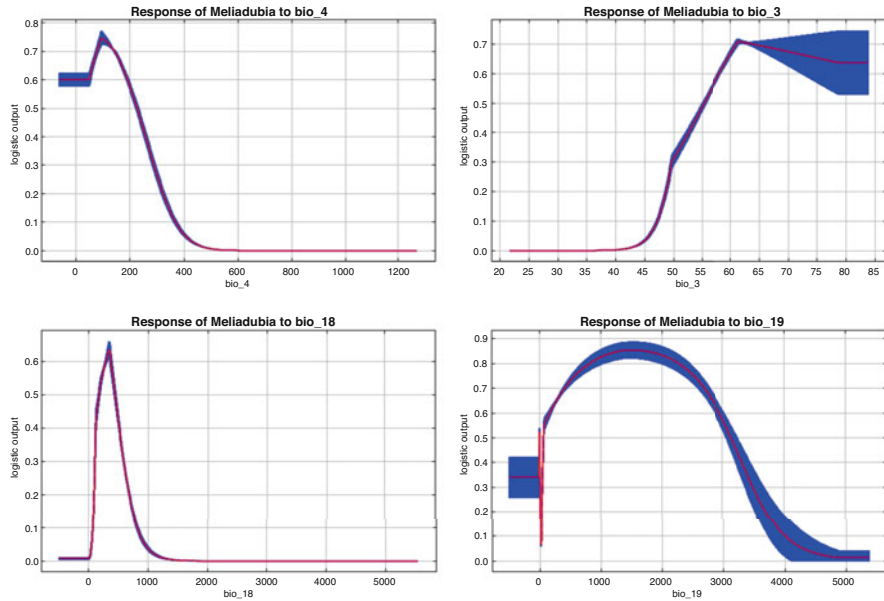 Response of Meliadubia to bio_4
logistic output
0.8
0.7
0.6
0.5
0.4
0.3
0.2
0.1
0.0
0 200 400 600 800 1000 1200
bio_4
Response of Meliadubia to bio_3
logistic output
0.7
0.6
0.5
0.4
0.3
0.2
0.1
0.0
20 25 30 35 40 45 50 55 60 65 70 75 80 85
bio_3
Response of Meliadubia to bio_18
logistic output
0.6
0.5
0.4
0.3
0.2
0.1
0.0
0 1000 2000 3000 4000 5000
bio_18
Response of Meliadubia to bio_19
logistic output
0.9
0.8
0.7
0.6
0.5
0.4
0.3
0.2
0.1
0.0
0 1000 2000 3000 4000 5000
bio_19